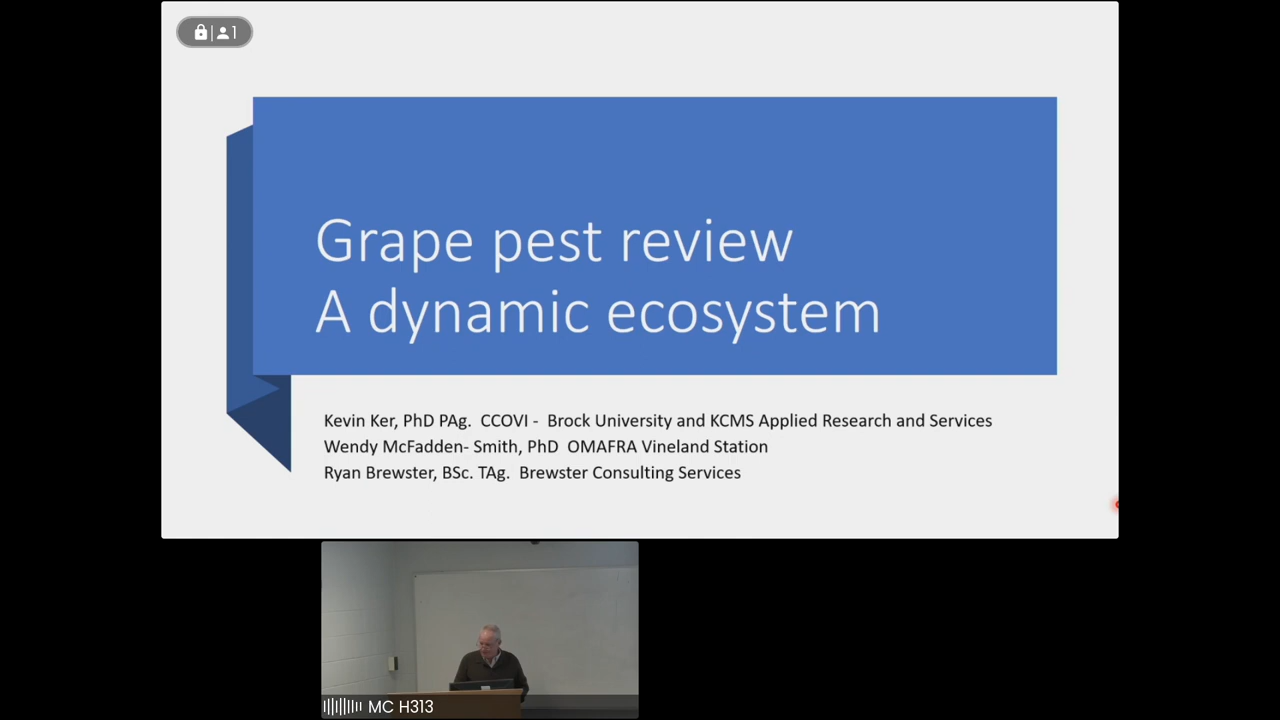 1
Grape pest review
A dynamic ecosystem
Kevin Ker, PhD PAg. CCOVI - Brock University and KCMS Applied Research and Services
Wendy McFadden- Smith, PhD OMAFRA Vineland Station
Ryan Brewster, BSc. TAg. Brewster Consulting Services
MC H313